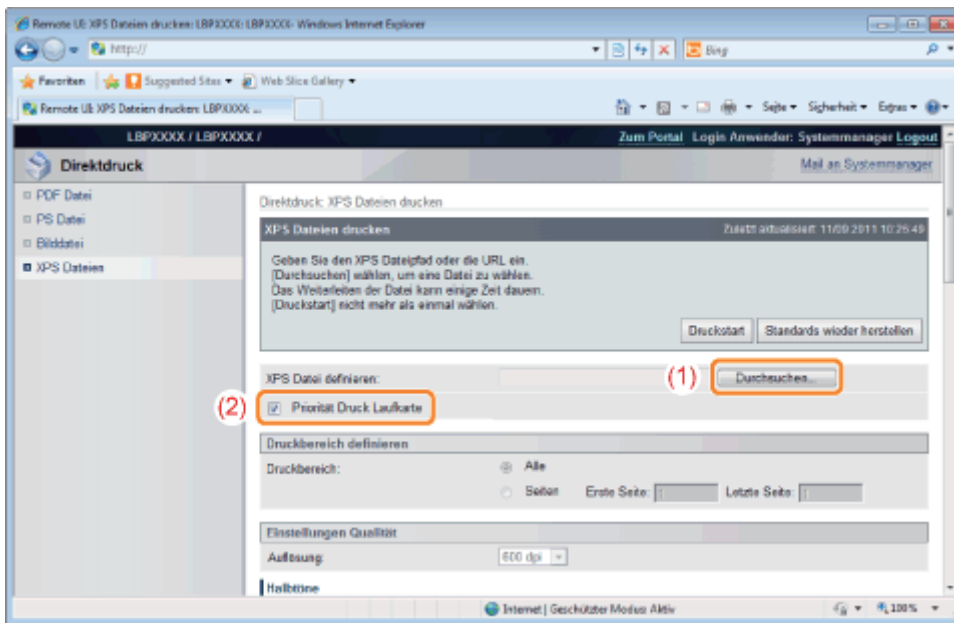 Remote UI: XPS Dateien drucken: LBPXXXX: LBPXXXX- Windows Internet Explorer
http://
Bing
Favoriten Suggested Sites Web Slice Gallery
Remote UI: XPS Dateien drucken: LBPXXXX: ...
Seite Sicherheit Extras
LBPXXXX / LBPXXXX /
Zum Portal Login Anwender: Systemmanager Logout
Direktdruck
Mail an Systemmanager
PDF Datei
PS Datei
Bilddatei
XPS Dateien
Direktdruck: XPS Dateien drucken
XPS Dateien drucken
Zuletzt aktualisiert: 11/09 2011 10:25:49
Geben Sie den XPS Dateipfad oder die URL ein.
[Durchsuchen] wählen, um eine Datei zu wählen.
Das Weiterleiten der Datei kann einige Zeit dauern.
[Druckstart] nicht mehr als einmal wählen.
Druckstart Standards wieder herstellen
XPS Datei definieren:
(1) Durchsuchen...
(2) Priorität Druck Laufkarte
Druckbereich definieren
Druckbereich: Alle
Seiten Erste Seite: 1 Letzte Seite: 1
Einstellungen Qualität
Auflösung: 600 dpi
Halbtöne
Internet | Geschützter Modus: Aktiv
100%